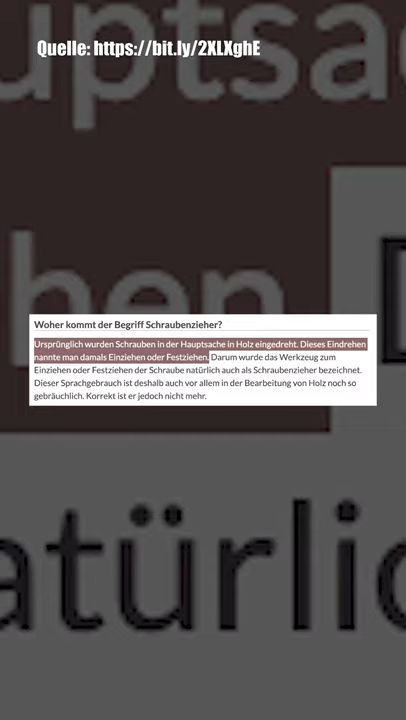 uptsac
Quelle: https://bit.ly/2XLXghE
hen
Woher kommt der Begriff Schraubenzieher?
Ursprünglich wurden Schrauben in der Hauptsache in Holz eingedreht. Dieses Eindrehen
nannte man damals Einziehen oder Festziehen. Darum wurde das Werkzeug zum
Einziehen oder Festziehen der Schraube natürlich auch als Schraubenzieher bezeichnet.
Dieser Sprachgebrauch ist deshalb auch vor allem in der Bearbeitung von Holz noch so
gebräuchlich. Korrekt ist er jedoch nicht mehr.
atürlic